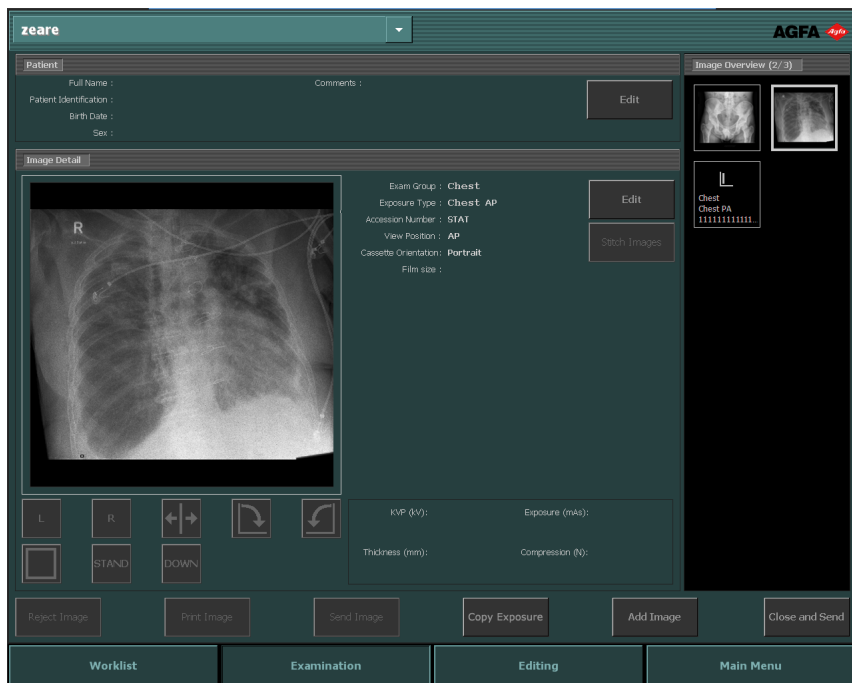 zeare
AGFA Agfa
Patient
Full Name :
Comments :
Patient Identification :
Birth Date :
Sex :
Edit
Image Overview (2/3)
Chest
Chest PA
111111111111...
Image Detail
R
Exam Group : Chest
Exposure Type : Chest AP
Accession Number : STAT
View Position : AP
Cassette Orientation: Portrait
Film size :
Edit
Stitch Images
L
R
STAND
DOWN
KVP (kV):
Exposure (mAs):
Thickness (mm):
Compression (N):
Reject Image
Print Image
Send Image
Copy Exposure
Add Image
Close and Send
Worklist
Examination
Editing
Main Menu